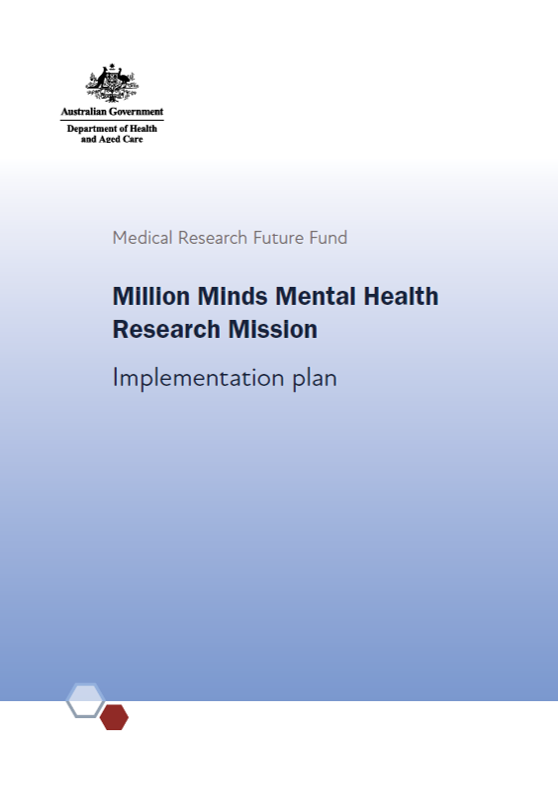 Australian Government
Department of Health
and Aged Care
Medical Research Future Fund
Million Minds Mental Health
Research Mission
Implementation plan